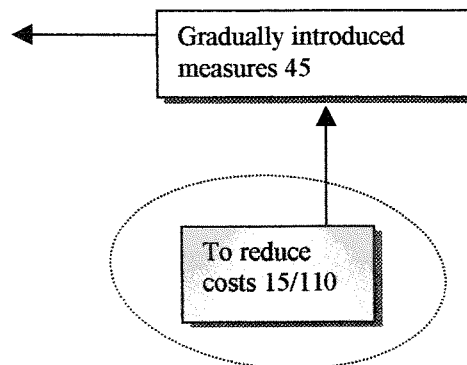 Gradually introduced
measures 45
To reduce
costs 15/110